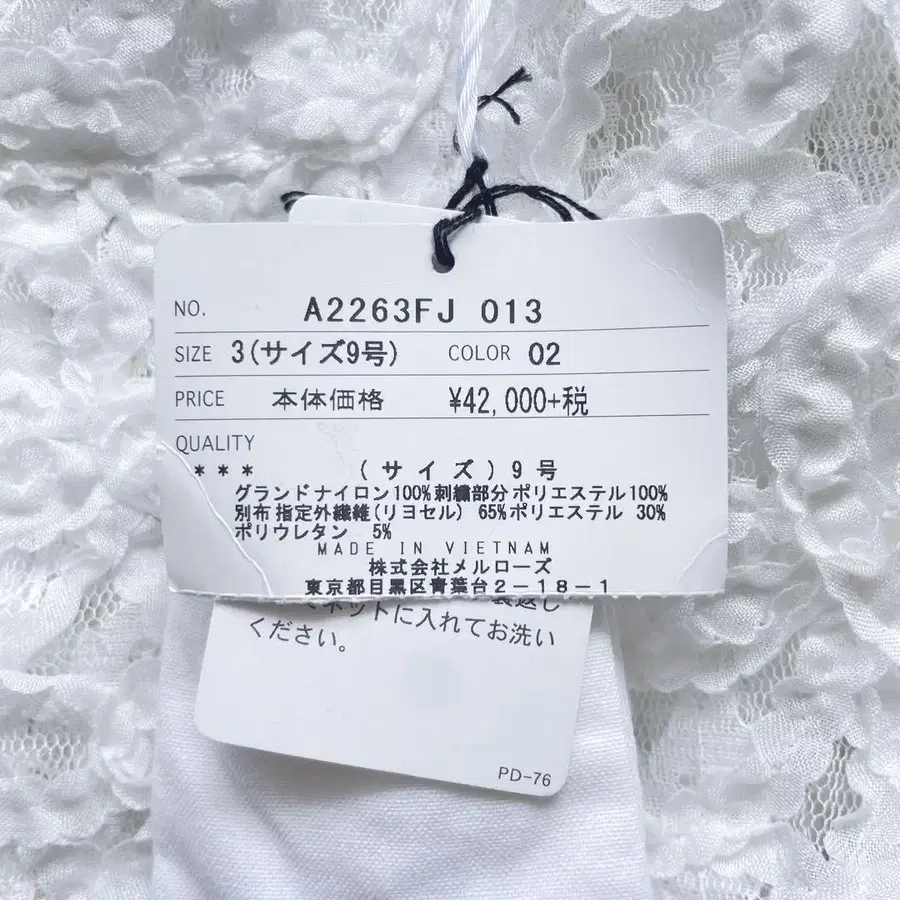 NO. A2263FJ 013
SIZE 3(サイズ9号) COLOR 02
PRICE 本体価格 ¥42,000+税
QUALITY
*** (サイズ)9号
グランドナイロン100%刺繍部分ポリエステル100%
別布指定外繊維(リヨセル) 65%ポリエステル 30%
ポリウレタン 5%
MADE IN VIETNAM
株式会社メルローズ
東京都目黒区青葉台2-18-1
ネットに入れてお洗い
ください。
PD-76